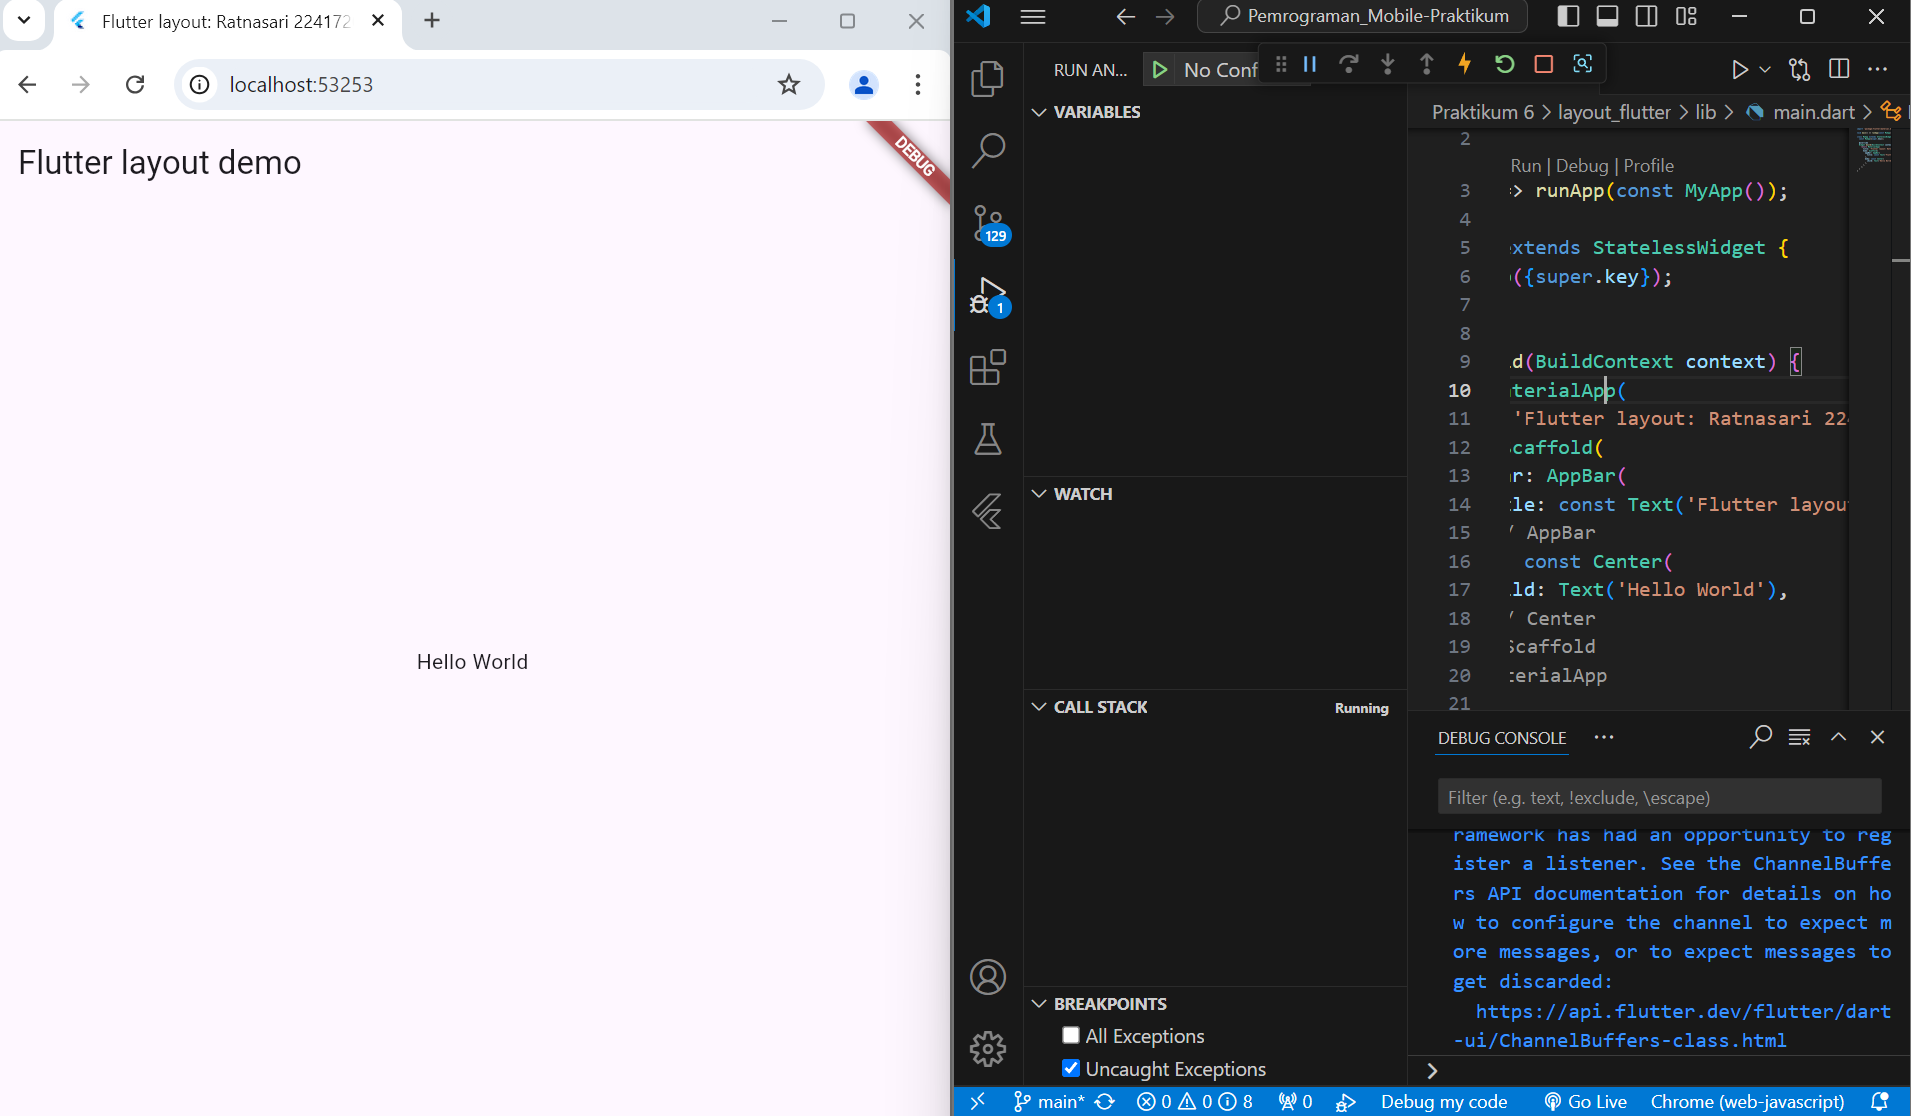 Flutter layout: Ratnasari 224172
localhost:53253
Flutter layout demo
DEBUG
Hello World
Pemrograman_Mobile-Praktikum
RUN AN...
No Conf
129
1
VARIABLES
WATCH
CALL STACK
Running
BREAKPOINTS
All Exceptions
Uncaught Exceptions
Praktikum 6 > layout_flutter > lib > main.dart >
2
Run | Debug | Profile
3 > runApp(const MyApp());
4
5 xtends StatelessWidget {
6 ({super.key});
7
8
9 d(BuildContext context) {
10 terialApp(
11 'Flutter layout: Ratnasari 22
12 caffold(
13 r: AppBar(
14 le: const Text('Flutter layou
15 / AppBar
16 const Center(
17 ld: Text('Hello World'),
18 / Center
19 Scaffold
20 terialApp
21
DEBUG CONSOLE
Filter (e.g. text, !exclude, \escape)
ramework has had an opportunity to reg
ister a listener. See the ChannelBuffe
rs API documentation for details on ho
w to configure the channel to expect m
ore messages, or to expect messages to
get discarded:
https://api.flutter.dev/flutter/dart
-ui/ChannelBuffers-class.html
>
main* 0 0 8 0 Debug my code Go Live Chrome (web-javascript)